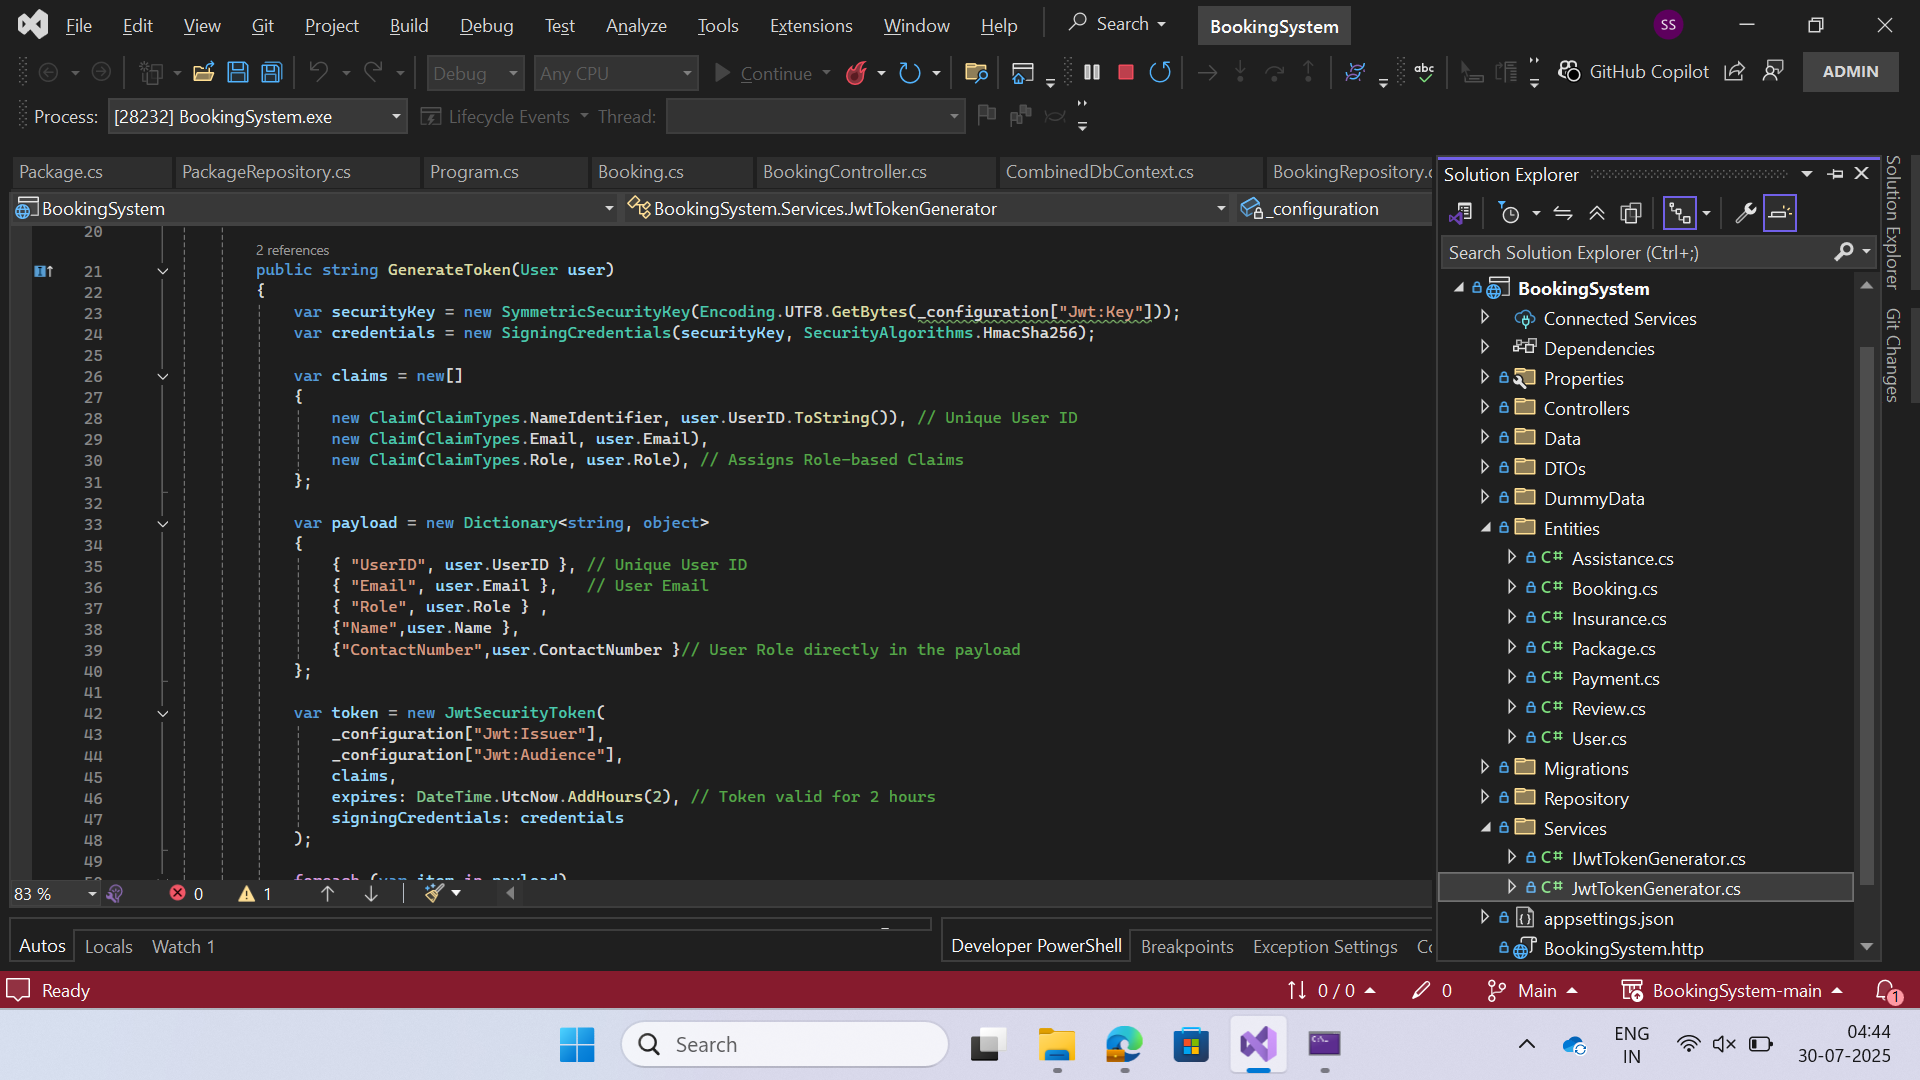 File Edit View Git Project Build Debug Test Analyze Tools Extensions Window Help Search BookingSystem SS
Debug Any CPU Continue GitHub Copilot ADMIN
Process: [28232] BookingSystem.exe Lifecycle Events Thread:
Package.cs PackageRepository.cs Program.cs Booking.cs BookingController.cs CombinedDbContext.cs BookingRepository.c
BookingSystem BookingSystem.Services.JwtTokenGenerator _configuration
20
2 references
21 public string GenerateToken(User user)
22 {
23 var securityKey = new SymmetricSecurityKey(Encoding.UTF8.GetBytes(_configuration["Jwt:Key"]));
24 var credentials = new SigningCredentials(securityKey, SecurityAlgorithms.HmacSha256);
25
26 var claims = new[]
27 {
28 new Claim(ClaimTypes.NameIdentifier, user.UserID.ToString()), // Unique User ID
29 new Claim(ClaimTypes.Email, user.Email),
30 new Claim(ClaimTypes.Role, user.Role), // Assigns Role-based Claims
31 };
32
33 var payload = new Dictionary<string, object>
34 {
35 { "UserID", user.UserID }, // Unique User ID
36 { "Email", user.Email }, // User Email
37 { "Role", user.Role } ,
38 {"Name",user.Name },
39 {"ContactNumber",user.ContactNumber }// User Role directly in the payload
40 };
41
42 var token = new JwtSecurityToken(
43 _configuration["Jwt:Issuer"],
44 _configuration["Jwt:Audience"],
45 claims,
46 expires: DateTime.UtcNow.AddHours(2), // Token valid for 2 hours
47 signingCredentials: credentials
48 );
49
foreach (var item in payload)
83 % 0 1
Autos Locals Watch 1
Developer PowerShell Breakpoints Exception Settings Co
Solution Explorer
Search Solution Explorer (Ctrl+;)
BookingSystem
Connected Services
Dependencies
Properties
Controllers
Data
DTOs
DummyData
Entities
C# Assistance.cs
C# Booking.cs
C# Insurance.cs
C# Package.cs
C# Payment.cs
C# Review.cs
C# User.cs
Migrations
Repository
Services
C# IJwtTokenGenerator.cs
C# JwtTokenGenerator.cs
appsettings.json
BookingSystem.http
Solution Explorer
Git Changes
Ready 0 / 0 0 Main BookingSystem-main 1
Search
ENG
IN
04:44
30-07-2025